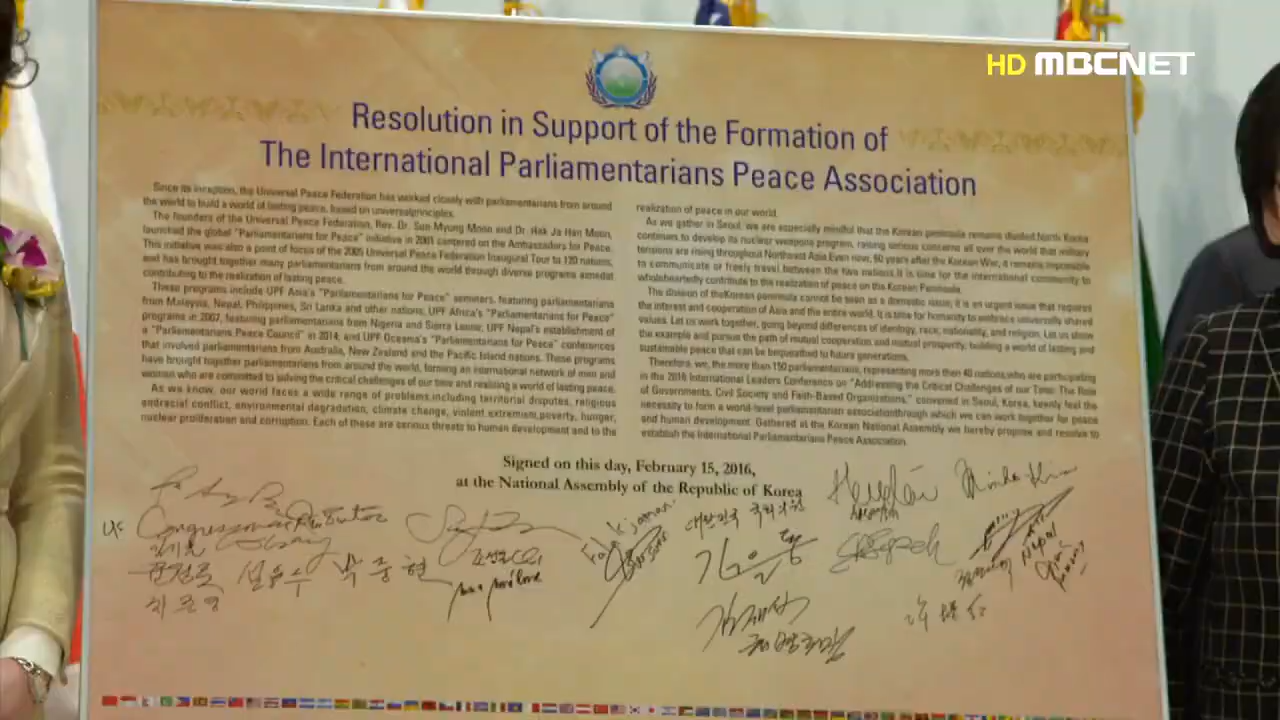 HD MBCNET
Resolution in Support of the Formation of
The International Parliamentarians Peace Association
Since its inception, the Universal Peace Federation has worked closely with parliamentarians from around
the world to build a world of lasting peace, based on universalprinciples.
The founders of the Universal Peace Federation, Rev. Dr. Sun Myung Moon and Dr. Hak Ja Han Moon,
launched the global "Parliamentarians for Peace" initiative in 2001 centered on the Ambassadors for Peace.
This initiative was also a point of focus of the 2005 Universal Peace Federation Inaugural Tour to 120 nations,
and has brought together many parliamentarians from around the world through diverse programs aimedat
contributing to the realization of lasting peace.
These programs include UPF Asia's "Parliamentarians for Peace" seminars, featuring parliamentarians
from Malaysia, Nepal, Philippines, Sri Lanka and other nations; UPF Africa's "Parliamentarians for Peace"
programs in 2007, featuring parliamentarians from Nigeria and Sierra Leone; UPF Nepal's establishment of
a "Parliamentarians Peace Council" in 2014; and UPF Oceania's "Parliamentarians for Peace" conferences
that involved parliamentarians from Australia, New Zealand and the Pacific Island nations. These programs
have brought together parliamentarians from around the world, forming an international network of men and
women who are committed to solving the critical challenges of our time and realizing a world of lasting peace.
As we know, our world faces a wide range of problems,including territorial disputes, religious
andracial conflict, environmental degradation, climate change, violent extremism,poverty, hunger,
nuclear proliferation and corruption. Each of these are serious threats to human development and to the
realization of peace in our world.
As we gather in Seoul, we are especially mindful that the Korean peninsula remains divided North Korea
continues to develop its nuclear weapons program, raising serious concerns all over the world that military
tensions are rising throughout Northeast Asia Even now, 60 years after the Korean War, it remains impossible
to communicate or freely travel between the two nations.It is time for the international community to
wholeheartedly contribute to the realization of peace on the Korean Peninsula.
The division of theKorean peninsula cannot be seen as a domestic issue; it is an urgent issue that requires
the interest and cooperation of Asia and the entire world. It is time for humanity to embrace universally shared
values. Let us work together, going beyond differences of ideology, race, nationality, and religion. Let us show
the example and pursue the path of mutual cooperation and mutual prosperity, building a world of lasting and
sustainable peace that can be bequeathed to future generations.
Therefore, we, the more than 150 parliamentarians, representing more than 40 nations,who are participating
in the 2016 International Leaders Conference on "Addressing the Critical Challenges of our Time: The Role
of Governments, Civil Society and Faith-Based Organizations," convened in Seoul, Korea, keenly feel the
necessity to form a world-level parliamentarian associationthrough which we can work together for peace
and human development. Gathered at the Korean National Assembly we hereby propose and resolve to
establish the International Parliamentarians Peace Association.
Signed on this day, February 15, 2016,
at the National Assembly of the Republic of Korea
대한민국 국회의원
Congressman
설용수 박중현
Nepal